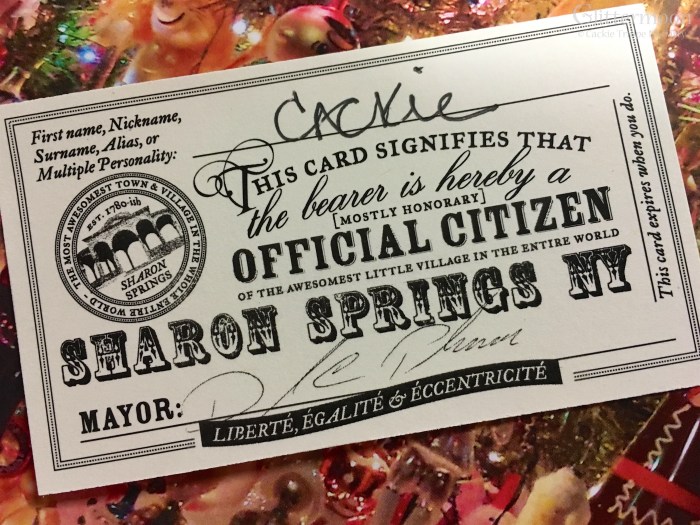 First name, Nickname,
Surname, Alias, or
Multiple Personality:
CACKie
THIS CARD SIGNIFIES THAT
the bearer is hereby a
[MOSTLY HONORARY]
OFFICIAL CITIZEN
OF THE AWESOMEST LITTLE VILLAGE IN THE ENTIRE WORLD
SHARON SPRINGS NY
THE MOST AWESOMEST TOWN & VILLAGE IN THE WHOLE ENTIRE WORLD
EST. 1780-ish
SHARON
SPRINGS
MAYOR:
LIBERTÉ, ÉGALITÉ & ÉCCENTRICITÉ
This card expires when you do.